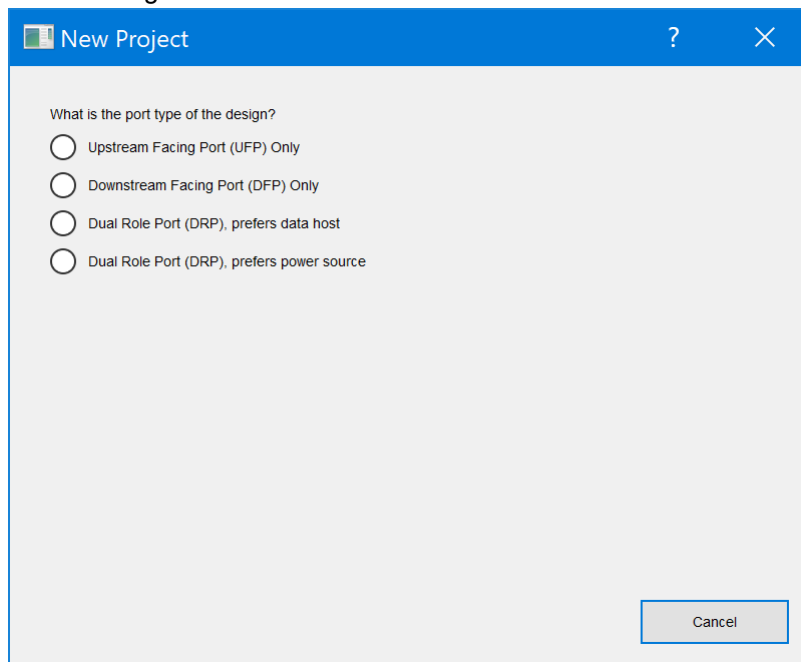 New Project
?
What is the port type of the design?
Upstream Facing Port (UFP) Only
Downstream Facing Port (DFP) Only
Dual Role Port (DRP), prefers data host
Dual Role Port (DRP), prefers power source
Cancel